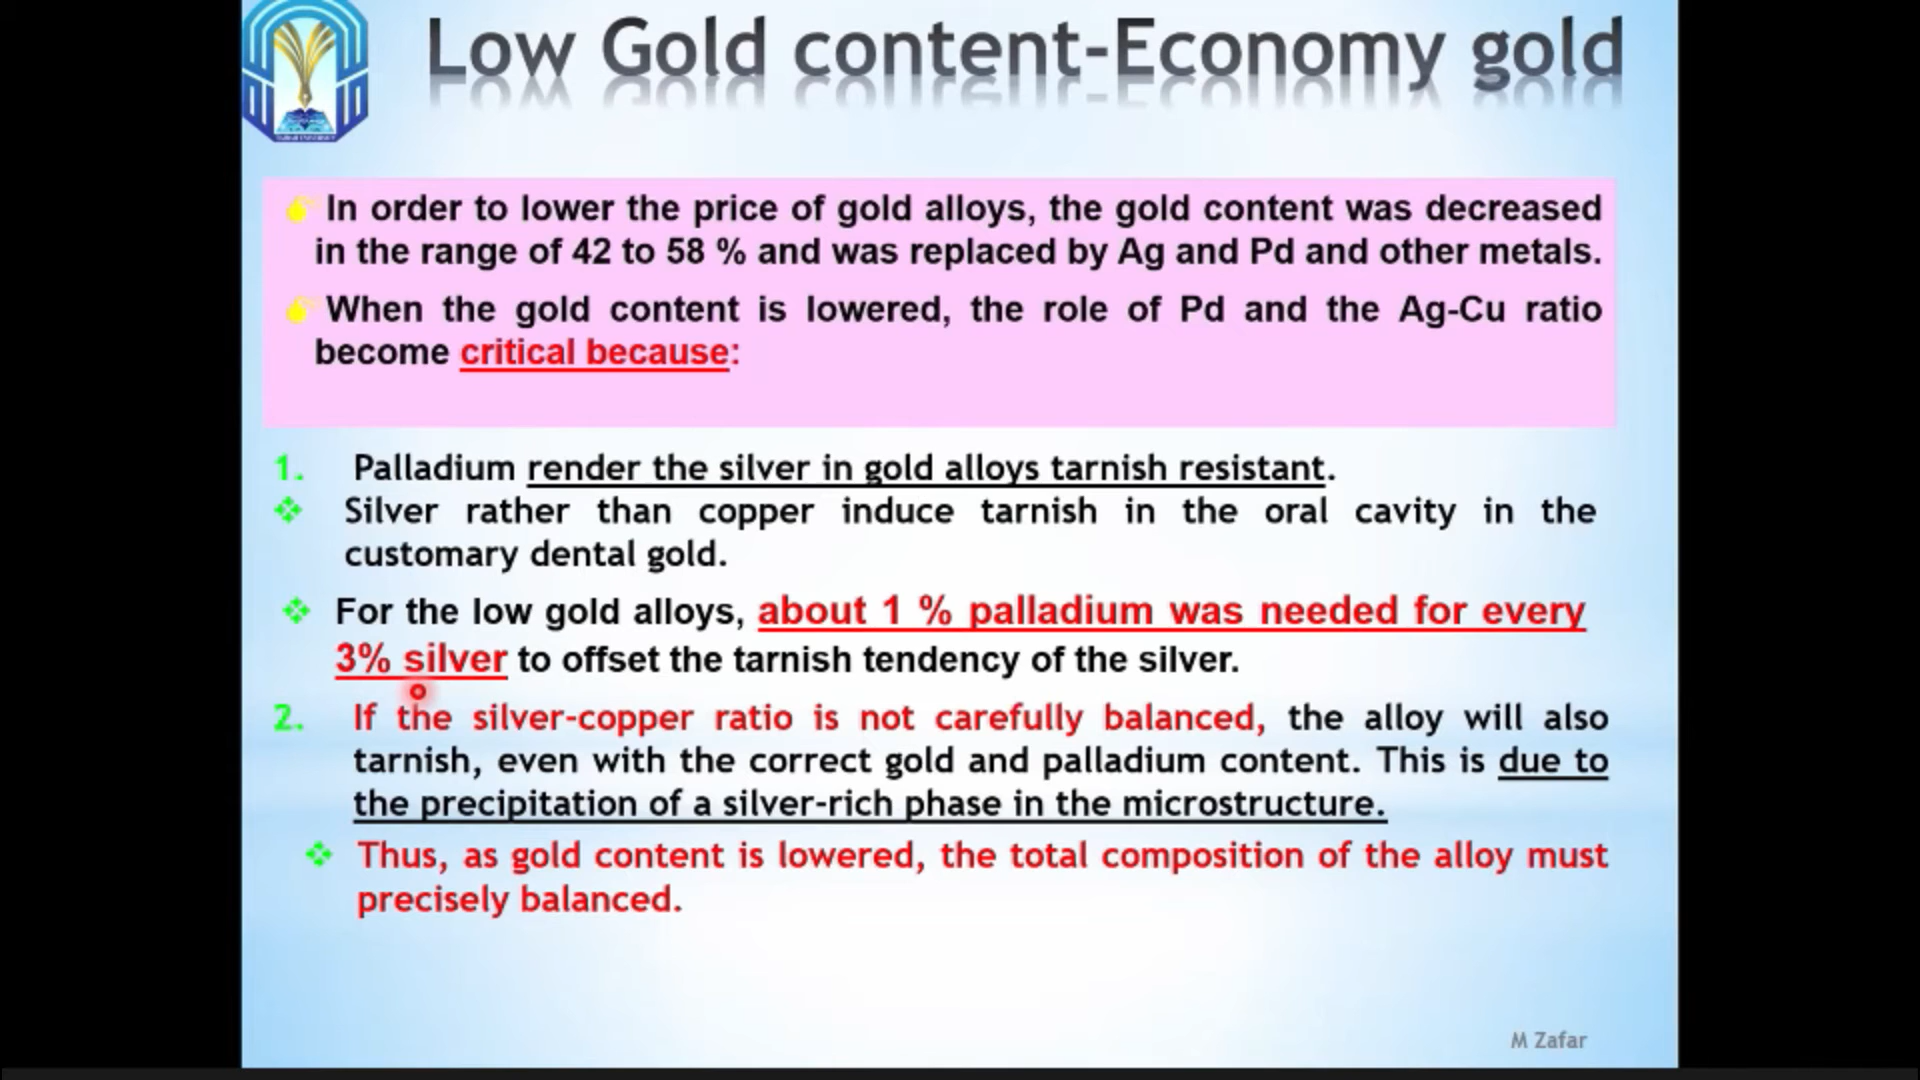 Low Gold content-Economy gold
In order to lower the price of gold alloys, the gold content was decreased
in the range of 42 to 58 % and was replaced by Ag and Pd and other metals.
When the gold content is lowered, the role of Pd and the Ag-Cu ratio
become critical because:
1. Palladium render the silver in gold alloys tarnish resistant.
Silver rather than copper induce tarnish in the oral cavity in the
customary dental gold.
For the low gold alloys, about 1 % palladium was needed for every
3% silver to offset the tarnish tendency of the silver.
2. If the silver-copper ratio is not carefully balanced, the alloy will also
tarnish, even with the correct gold and palladium content. This is due to
the precipitation of a silver-rich phase in the microstructure.
Thus, as gold content is lowered, the total composition of the alloy must
precisely balanced.
M Zafar